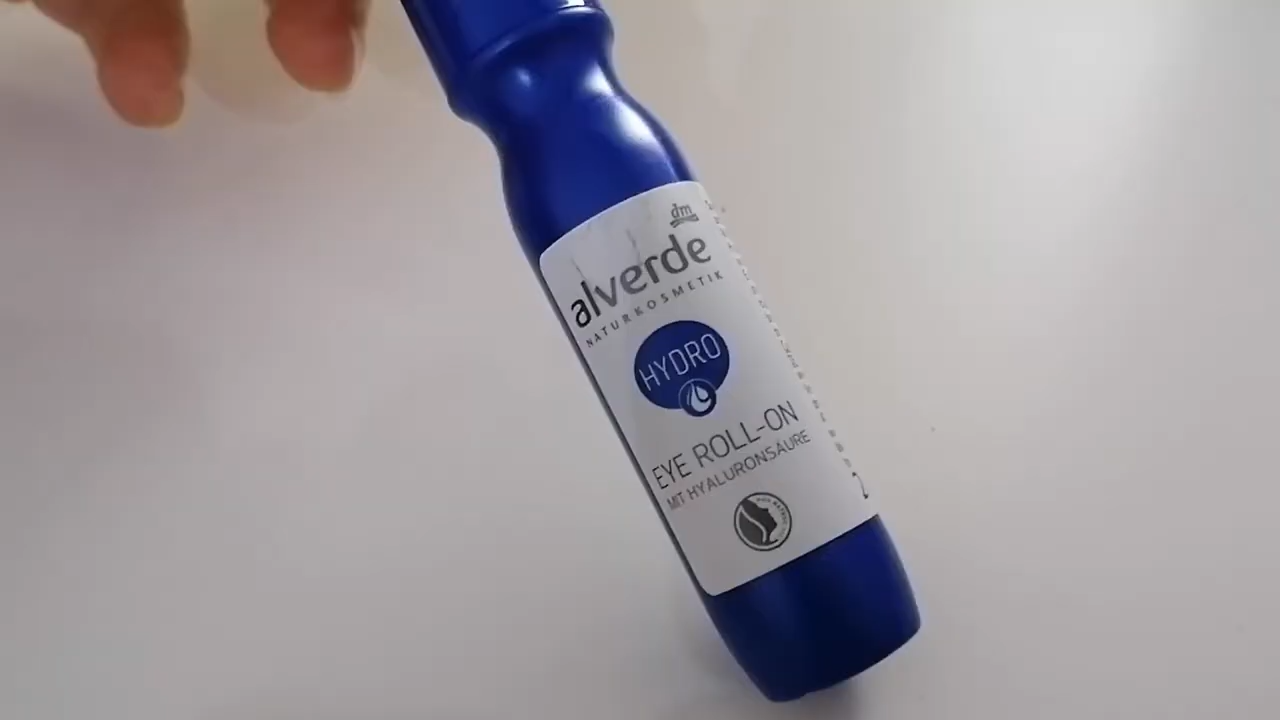 dm
alverde
NATURKOSMETIK
HYDRO
EYE ROLL-ON
MIT HYALURONSÄURE